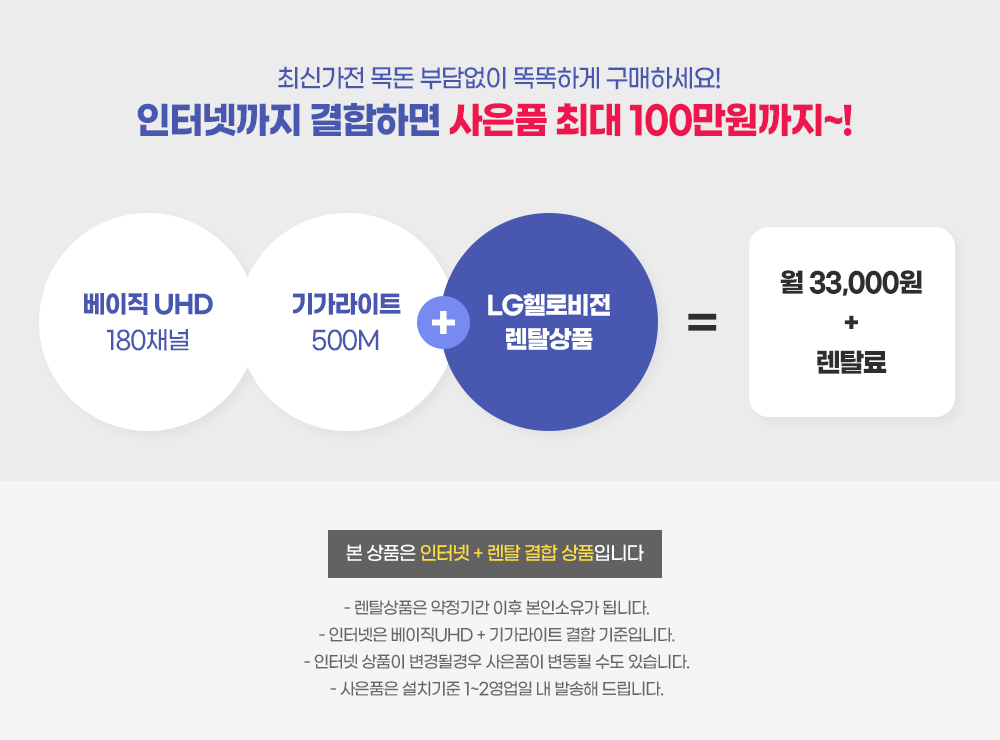 최신가전 목돈 부담없이 똑똑하게 구매하세요!
인터넷까지 결합하면 사은품 최대 100만원까지~!
베이직 UHD
180채널
기가라이트
500M
+
LG헬로비전
렌탈상품
=
월 33,000원
+
렌탈료
본 상품은 인터넷 + 렌탈 결합 상품입니다
- 렌탈상품은 약정기간 이후 본인소유가 됩니다.
- 인터넷은 베이직UHD + 기가라이트 결합 기준입니다.
- 인터넷 상품이 변경될경우 사은품이 변동될 수도 있습니다.
- 사은품은 설치기준 1~2영업일 내 발송해 드립니다.